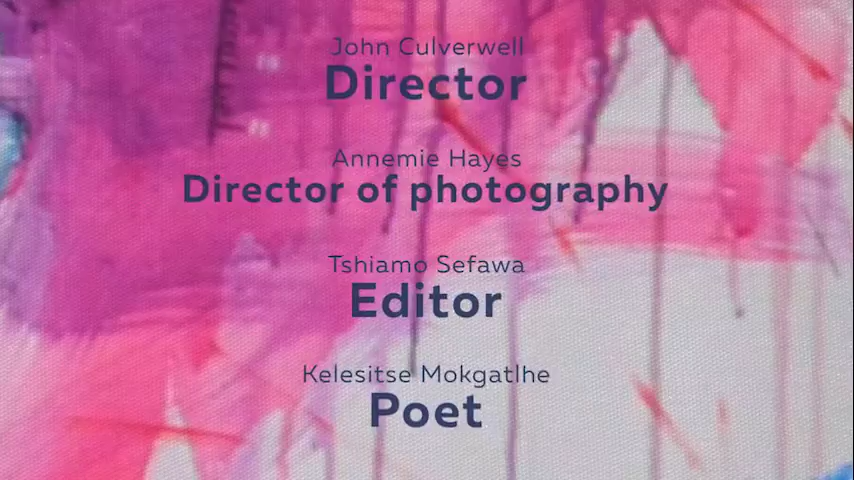 John Culverwell
Director
Annemie Hayes
Director of photography
Tshiamo Sefawa
Editor
Kelesitse Mokgatlhe
Poet